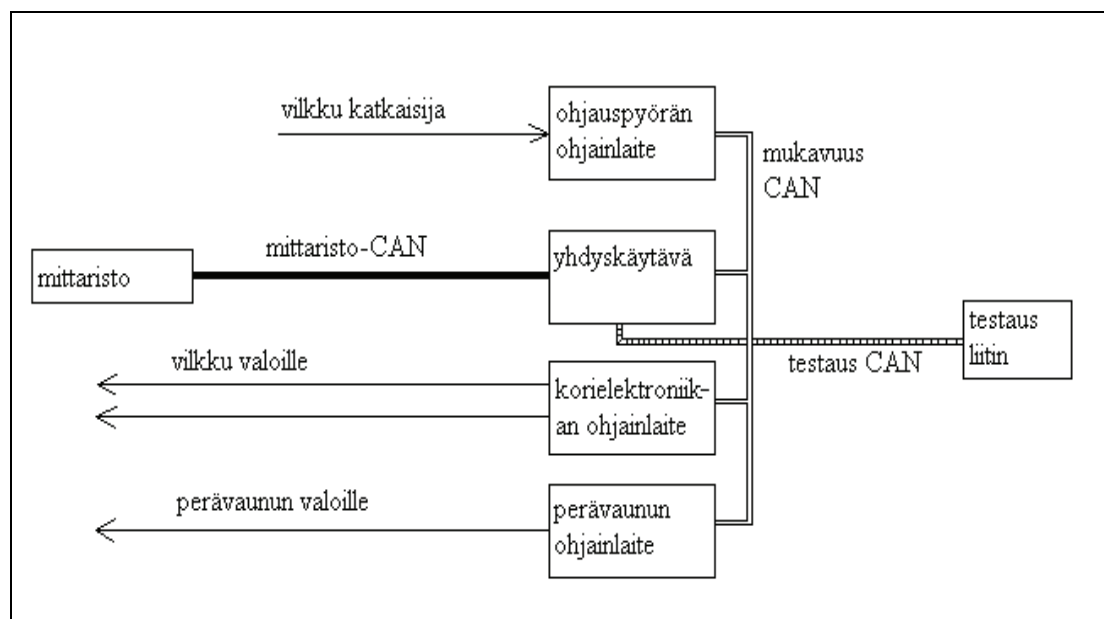 vilkku katkaisija
ohjauspyörän
ohjainlaite
mukavuus
CAN
mittaristo-CAN
mittaristo
yhdyskäytävä
testaus
liitin
testaus CAN
vilkku valoille
korielektroniik-
an ohjainlaite
perävaunun valoille
perävaunun
ohjainlaite